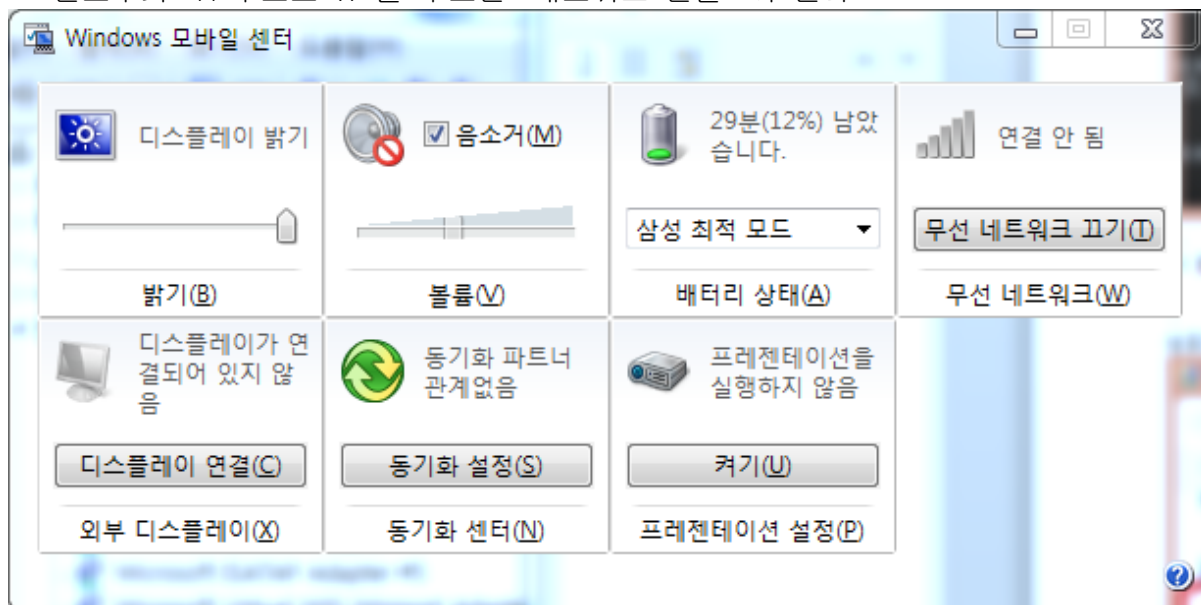 Windows 모바일 센터
디스플레이 밝기
밝기(B)
음소거(M)
볼륨(V)
29분(12%) 남았
습니다.
삼성 최적 모드
배터리 상태(A)
연결 안 됨
무선 네트워크 끄기(T)
무선 네트워크(W)
디스플레이가 연
결되어 있지 않
음
디스플레이 연결(C)
외부 디스플레이(X)
동기화 파트너
관계없음
동기화 설정(S)
동기화 센터(N)
프레젠테이션을
실행하지 않음
켜기(U)
프레젠테이션 설정(P)